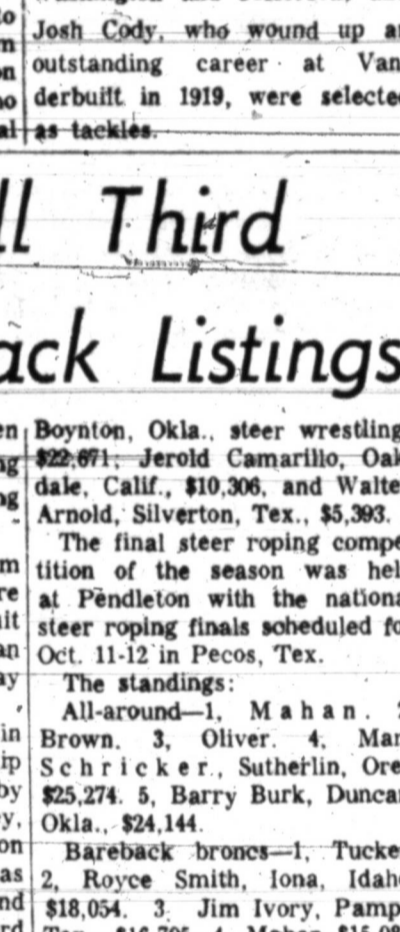 Josh Cody, who wound up a
outstanding career at Van
derbuilt in 1919, were selecte
as tackles.
ll Third
ack Listings
Boynton, Okla., steer wrestling
$22,671; Jerold Camarillo, Oak
dale, Calif., $10,306, and Walte
Arnold, Silverton, Tex., $5,393.
The final steer roping compe
tition of the season was hel
at Pendleton with the nationa
steer roping finals scheduled fo
Oct. 11-12 in Pecos, Tex.
The standings:
All-around—1, Mahan. 2
Brown. 3, Oliver. 4, Mar
Schricker., Sutherlin, Ore
$25,274. 5, Barry Burk, Dunca
Okla., $24,144.
Bareback broncs—1, Tucke
2, Royce Smith, Iona, Idah
$18,054. 3. Jim Ivory, Pamp